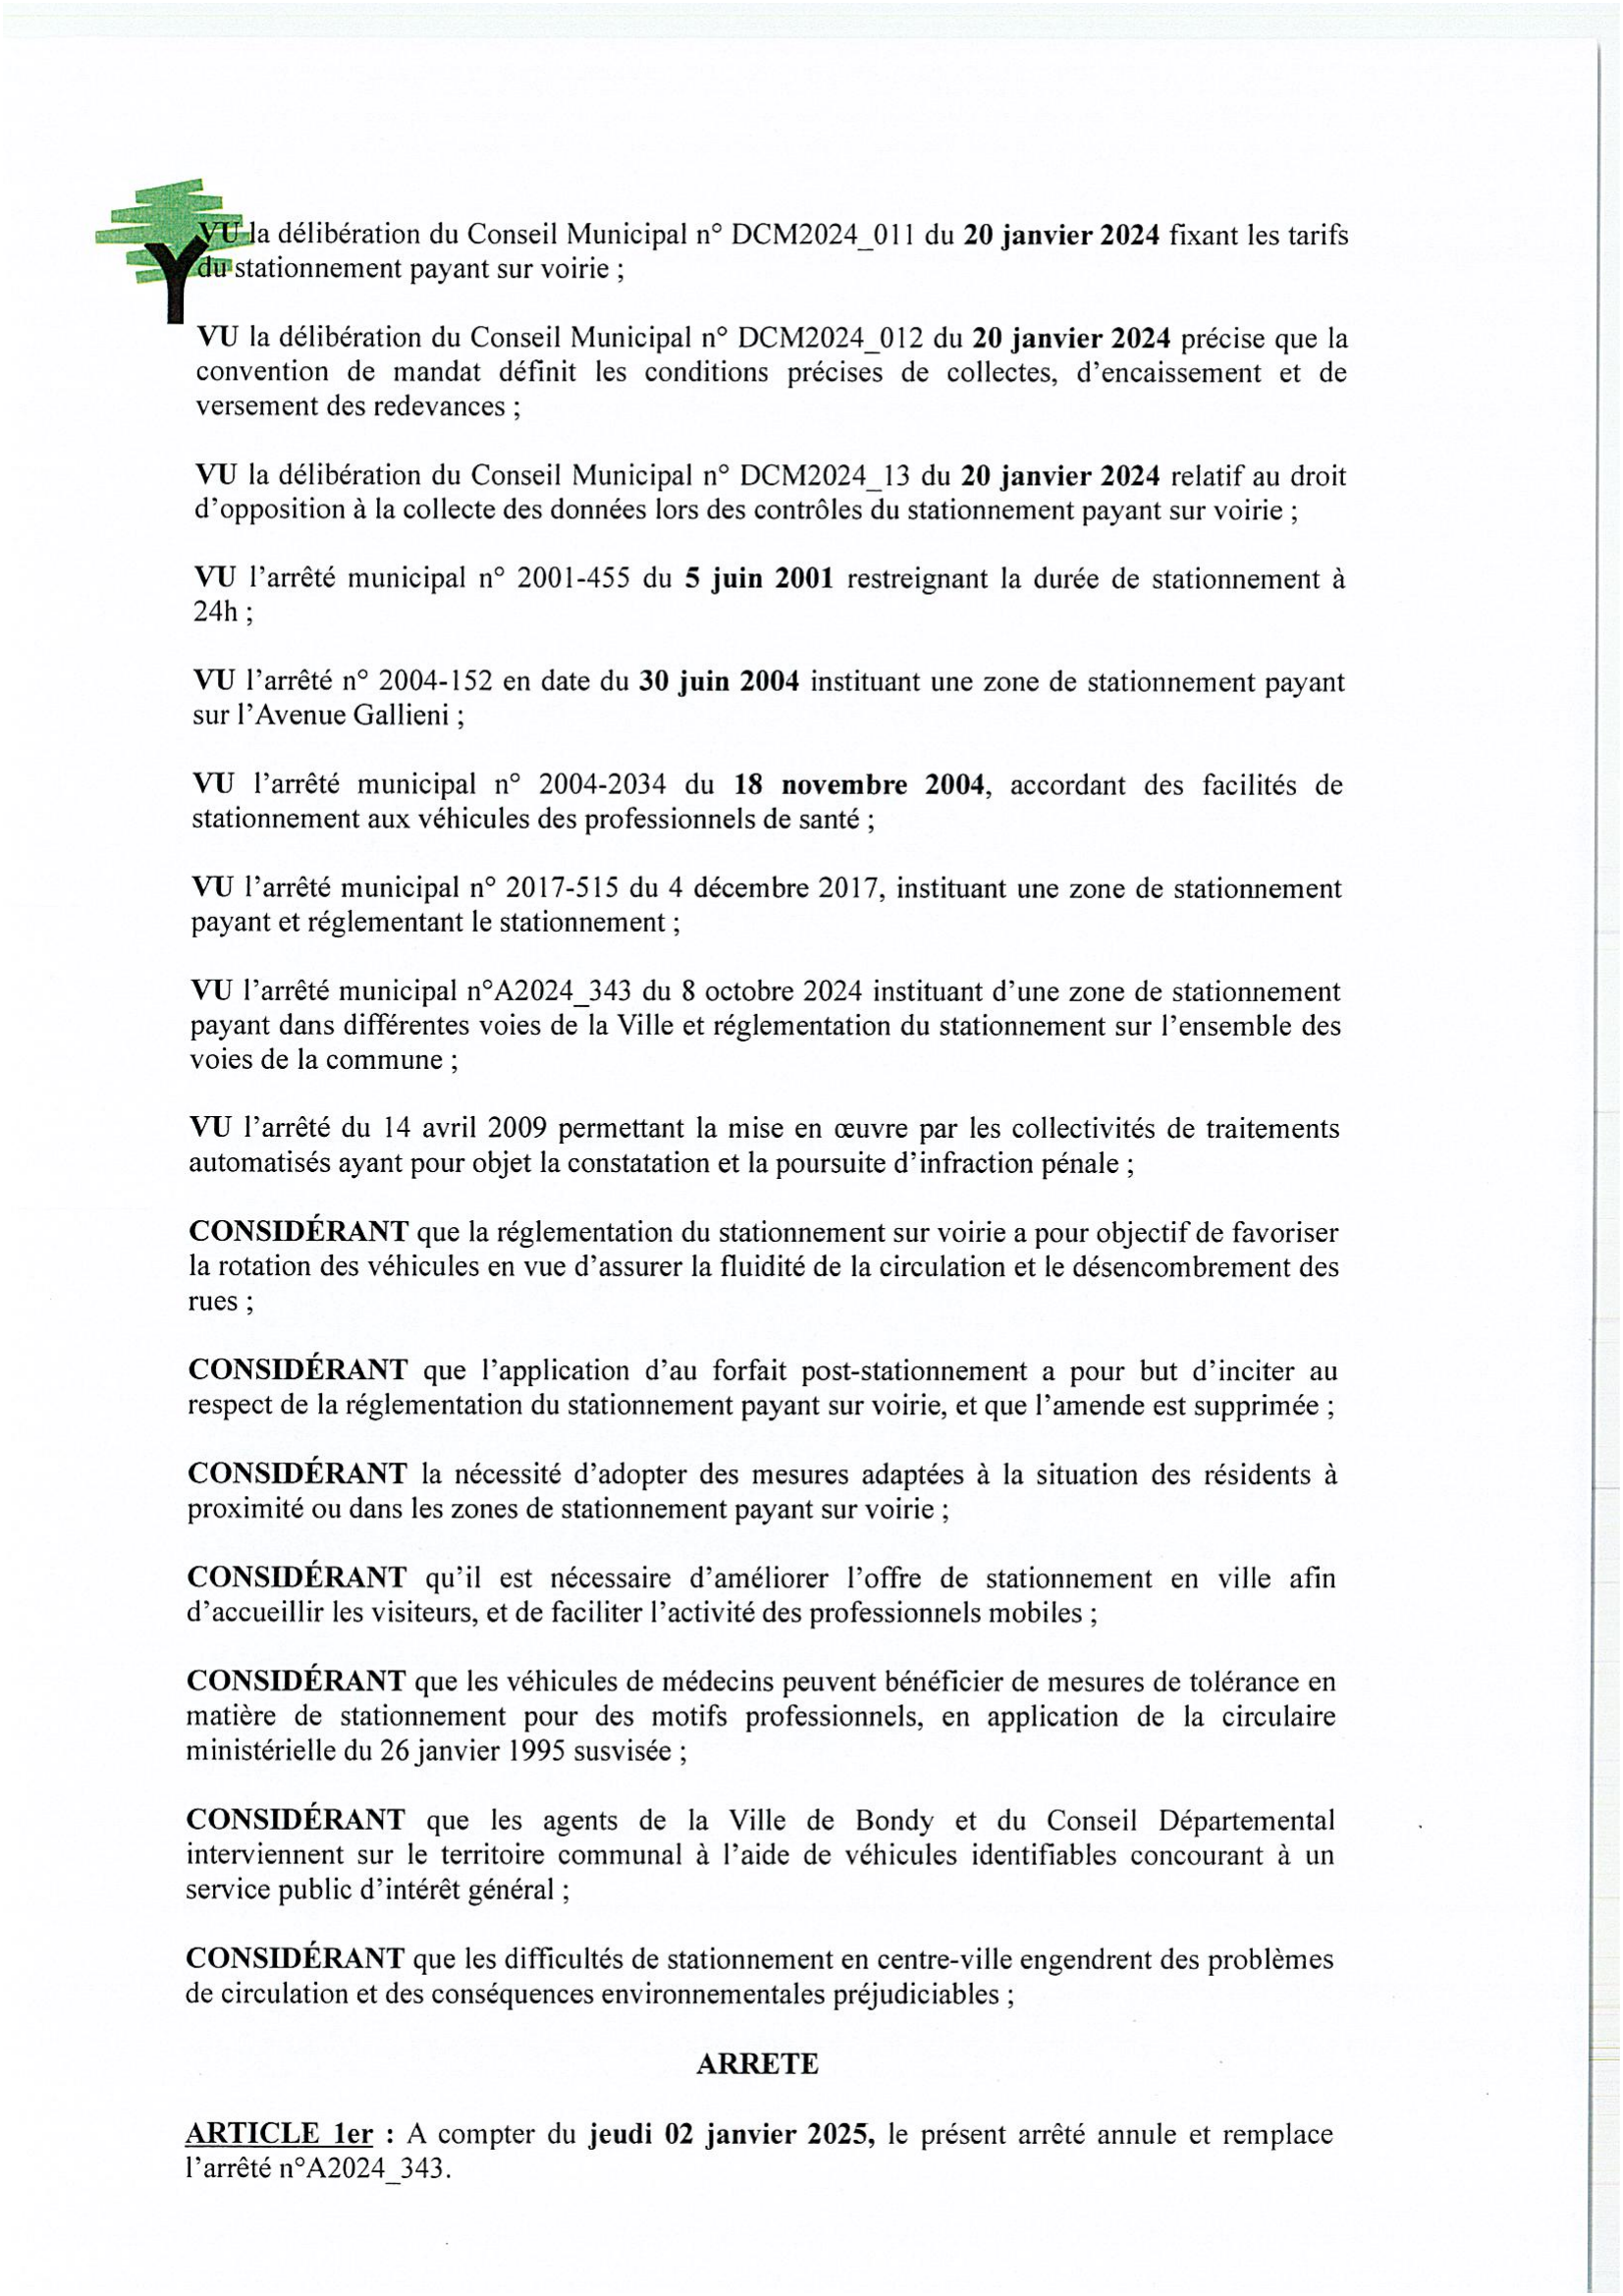 VU la délibération du Conseil Municipal n° DCM2024_011 du 20 janvier 2024 fixant les tarifs
du stationnement payant sur voirie ;
VU la délibération du Conseil Municipal n° DCM2024_012 du 20 janvier 2024 précise que la
convention de mandat définit les conditions précises de collectes, d'encaissement et de
versement des redevances ;
VU la délibération du Conseil Municipal n° DCM2024_13 du 20 janvier 2024 relatif au droit
d'opposition à la collecte des données lors des contrôles du stationnement payant sur voirie ;
VU l'arrêté municipal n° 2001-455 du 5 juin 2001 restreignant la durée de stationnement à
24h ;
VU l'arrêté n° 2004-152 en date du 30 juin 2004 instituant une zone de stationnement payant
sur l'Avenue Gallieni ;
VU l'arrêté municipal n° 2004-2034 du 18 novembre 2004, accordant des facilités de
stationnement aux véhicules des professionnels de santé ;
VU l'arrêté municipal n° 2017-515 du 4 décembre 2017, instituant une zone de stationnement
payant et réglementant le stationnement ;
VU l'arrêté municipal n°A2024_343 du 8 octobre 2024 instituant d'une zone de stationnement
payant dans différentes voies de la Ville et réglementation du stationnement sur l'ensemble des
voies de la commune ;
VU l'arrêté du 14 avril 2009 permettant la mise en œuvre par les collectivités de traitements
automatisés ayant pour objet la constatation et la poursuite d'infraction pénale ;
CONSIDÉRANT que la réglementation du stationnement sur voirie a pour objectif de favoriser
la rotation des véhicules en vue d'assurer la fluidité de la circulation et le désencombrement des
rues ;
CONSIDÉRANT que l'application d'au forfait post-stationnement a pour but d'inciter au
respect de la réglementation du stationnement payant sur voirie, et que l'amende est supprimée ;
CONSIDÉRANT la nécessité d'adopter des mesures adaptées à la situation des résidents à
proximité ou dans les zones de stationnement payant sur voirie ;
CONSIDÉRANT qu'il est nécessaire d'améliorer l'offre de stationnement en ville afin
d'accueillir les visiteurs, et de faciliter l'activité des professionnels mobiles ;
CONSIDÉRANT que les véhicules de médecins peuvent bénéficier de mesures de tolérance en
matière de stationnement pour des motifs professionnels, en application de la circulaire
ministérielle du 26 janvier 1995 susvisée ;
CONSIDÉRANT que les agents de la Ville de Bondy et du Conseil Départemental
interviennent sur le territoire communal à l'aide de véhicules identifiables concourant à un
service public d'intérêt général ;
CONSIDÉRANT que les difficultés de stationnement en centre-ville engendrent des problèmes
de circulation et des conséquences environnementales préjudiciables ;
ARRETE
ARTICLE 1er : A compter du jeudi 02 janvier 2025, le présent arrêté annule et remplace
l'arrêté n°A2024_343.